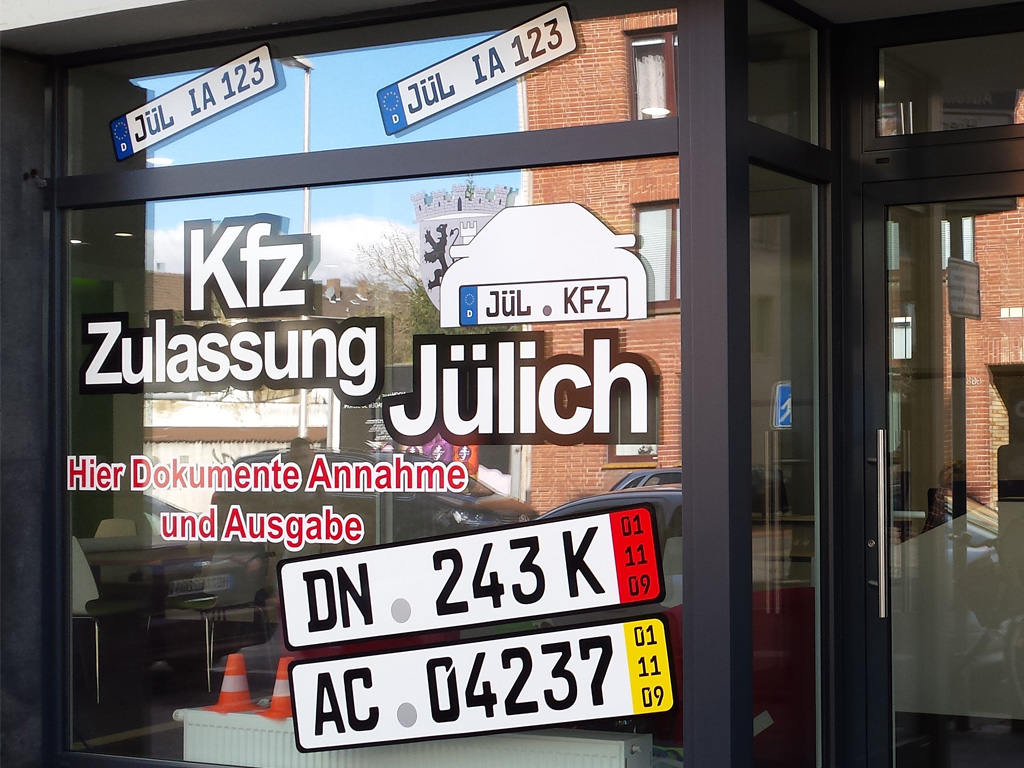 JÜL IA 123
D
JÜL IA 123
D
Kfz
Zulassung
Jülich
JÜL . KFZ
D
Hier Dokumente Annahme
und Ausgabe
DN . 243 K
01
11
09
AC . 04237
01
11
09